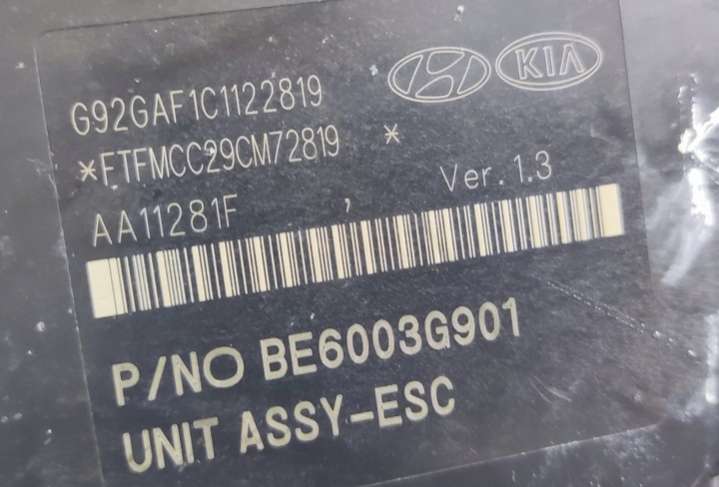 KIA
G92GAF1C1122819
*FTFMCC29CM72819 *
AA11281F , Ver. 1.3
P/NO BE6003G901
UNIT ASSY-ESC